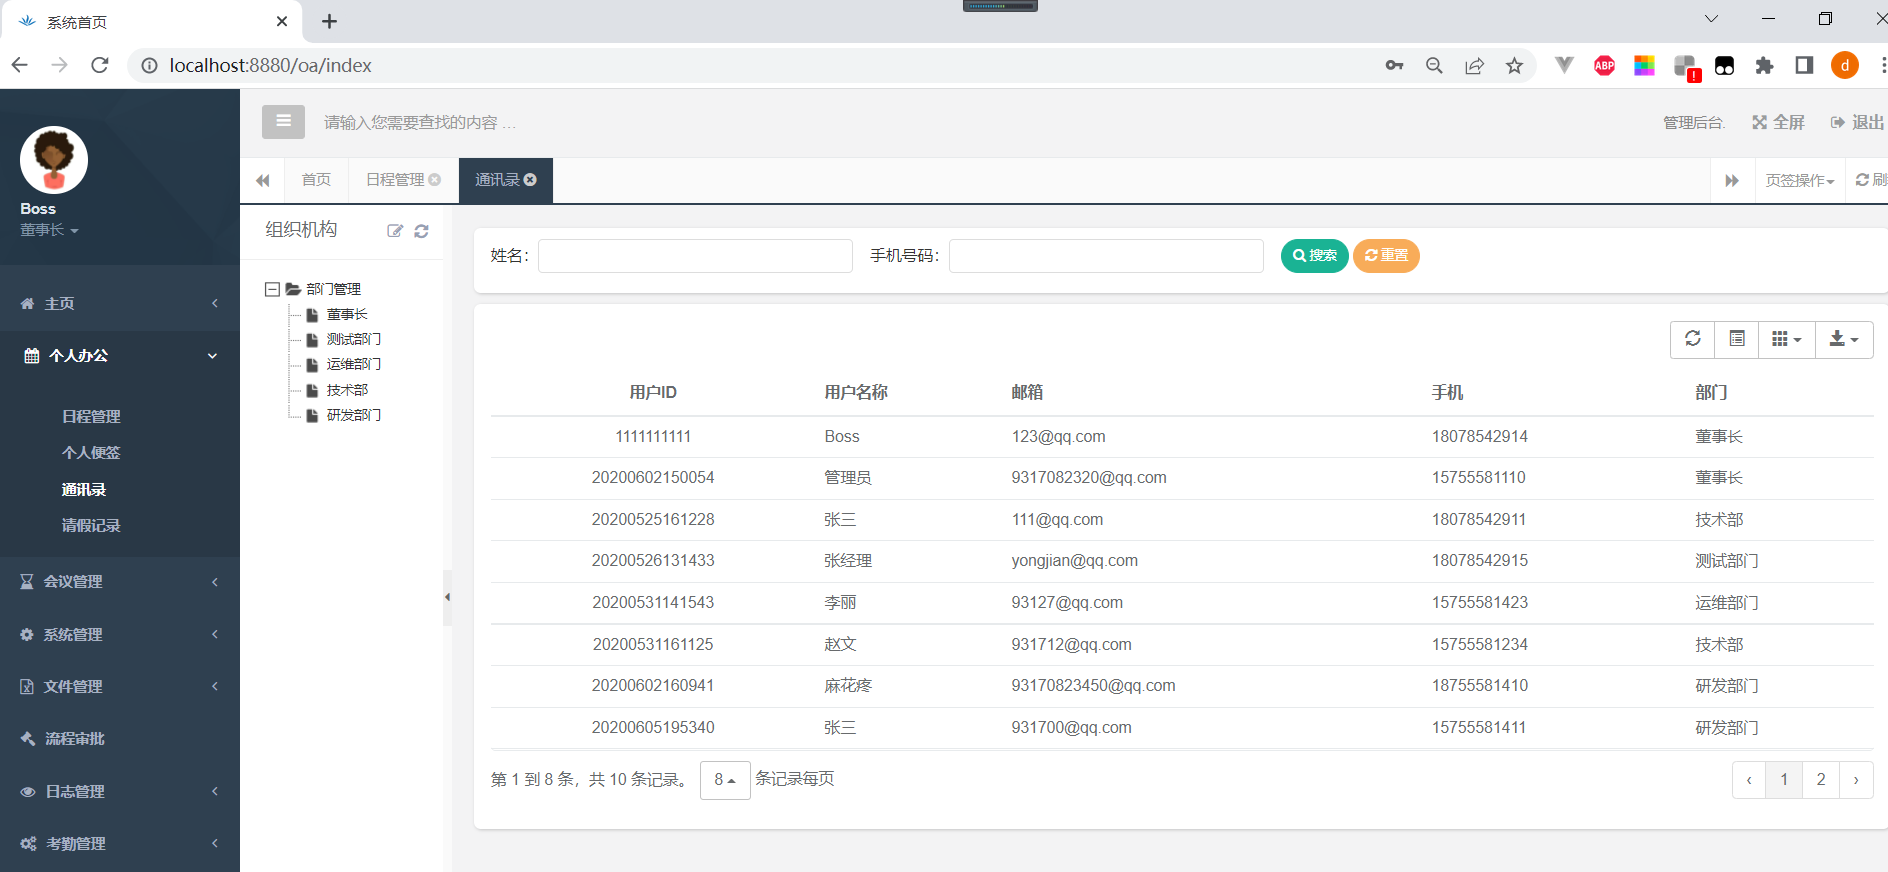 系统首页
localhost:8880/oa/index
ABP
!
d
Boss
董事长
主页
个人办公
日程管理
个人便签
通讯录
请假记录
会议管理
系统管理
文件管理
流程审批
日志管理
考勤管理
请输入您需要查找的内容 …
管理后台.
全屏
退出
首页
日程管理
通讯录
页签操作
刷
组织机构
部门管理
董事长
测试部门
运维部门
技术部
研发部门
姓名：
手机号码：
搜索
重置
用户ID 用户名称 邮箱 手机 部门
1111111111 Boss 123@qq.com 18078542914 董事长
20200602150054 管理员 9317082320@qq.com 15755581110 董事长
20200525161228 张三 111@qq.com 18078542911 技术部
20200526131433 张经理 yongjian@qq.com 18078542915 测试部门
20200531141543 李丽 93127@qq.com 15755581423 运维部门
20200531161125 赵文 931712@qq.com 15755581234 技术部
20200602160941 麻花疼 93170823450@qq.com 18755581410 研发部门
20200605195340 张三 931700@qq.com 15755581411 研发部门
第 1 到 8 条，共 10 条记录。 8 条记录每页
‹ 1 2 ›